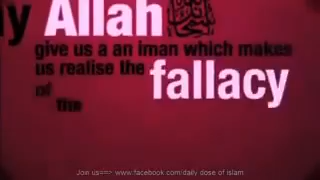 Allah
give us a an iman which makes
us realise the fallacy
of
the
Join us==> www.facebook.com/daily dose of islam